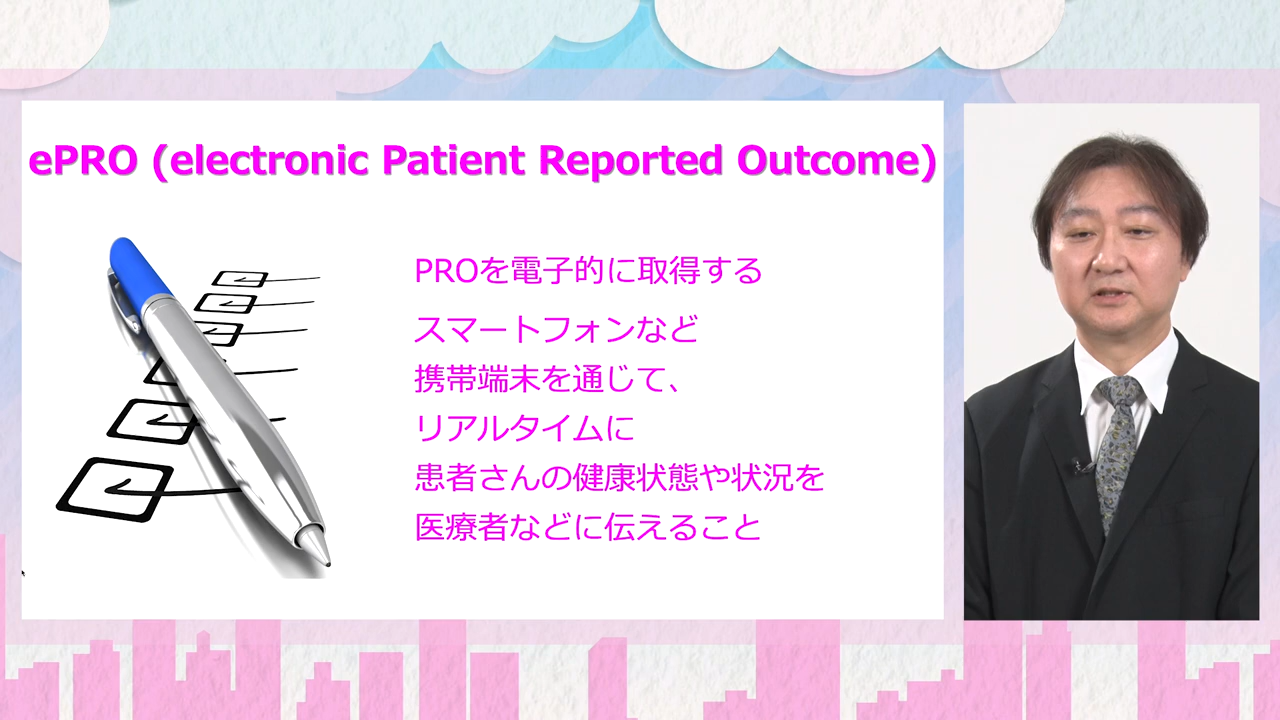 ePRO (electronic Patient Reported Outcome)
PROを電子的に取得する
スマートフォンなど
携帯端末を通じて、
リアルタイムに
患者さんの健康状態や状況を
医療者などに伝えること